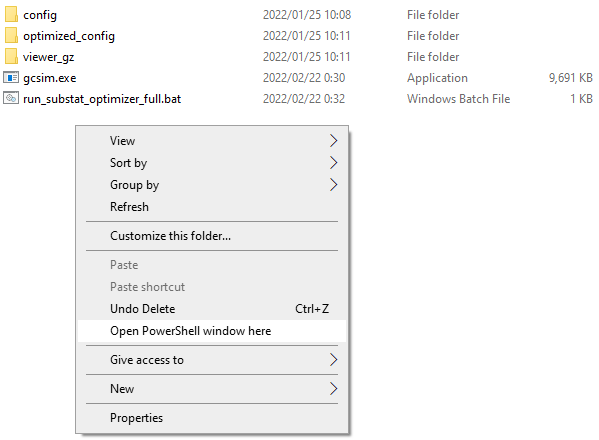 config 2022/01/25 10:08 File folder
optimized_config 2022/01/25 10:11 File folder
viewer_gz 2022/01/25 10:11 File folder
gcsim.exe 2022/02/22 0:30 Application 9,691 KB
run_substat_optimizer_full.bat 2022/02/22 0:32 Windows Batch File 1 KB
View
Sort by
Group by
Refresh
Customize this folder...
Paste
Paste shortcut
Undo Delete Ctrl+Z
Open PowerShell window here
Give access to
New
Properties